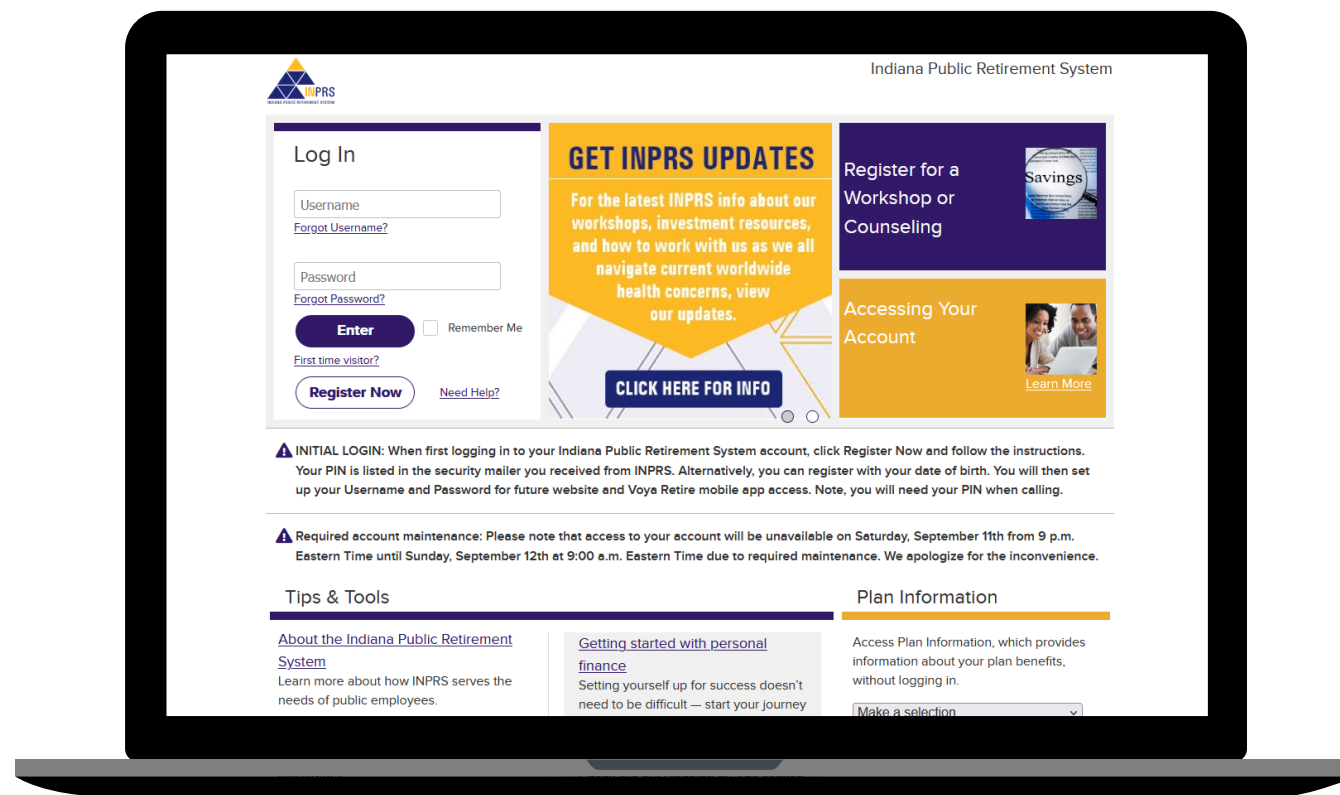 INPRS
INDIANA PUBLIC RETIREMENT SYSTEM
Indiana Public Retirement System
Log In
Username
Forgot Username?
Password
Forgot Password?
Enter
Remember Me
First time visitor?
Register Now
Need Help?
GET INPRS UPDATES
For the latest INPRS info about our
workshops, investment resources,
and how to work with us as we all
navigate current worldwide
health concerns, view
our updates.
CLICK HERE FOR INFO
Register for a
Workshop or
Counseling
Savings
Accessing Your
Account
Learn More
INITIAL LOGIN: When first logging in to your Indiana Public Retirement System account, click Register Now and follow the instructions.
Your PIN is listed in the security mailer you received from INPRS. Alternatively, you can register with your date of birth. You will then set
up your Username and Password for future website and Voya Retire mobile app access. Note, you will need your PIN when calling.
Required account maintenance: Please note that access to your account will be unavailable on Saturday, September 11th from 9 p.m.
Eastern Time until Sunday, September 12th at 9:00 a.m. Eastern Time due to required maintenance. We apologize for the inconvenience.
Tips & Tools
About the Indiana Public Retirement
System
Learn more about how INPRS serves the
needs of public employees.
Getting started with personal
finance
Setting yourself up for success doesn't
need to be difficult — start your journey
Plan Information
Access Plan Information, which provides
information about your plan benefits,
without logging in.
Make a selection